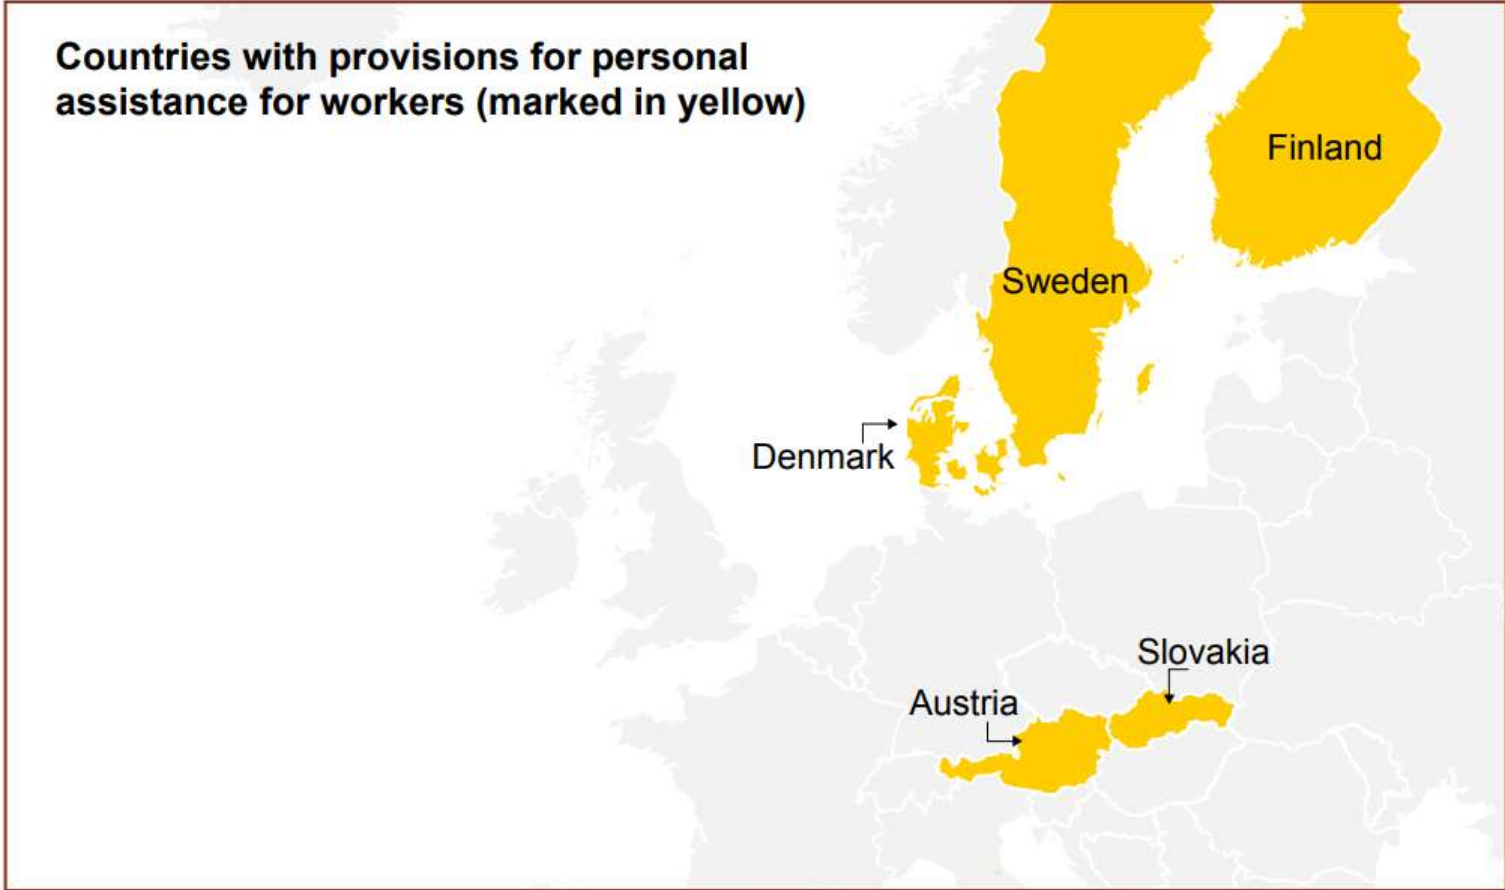 Countries with provisions for personal
assistance for workers (marked in yellow)
Finland
Sweden
Denmark
Slovakia
Austria